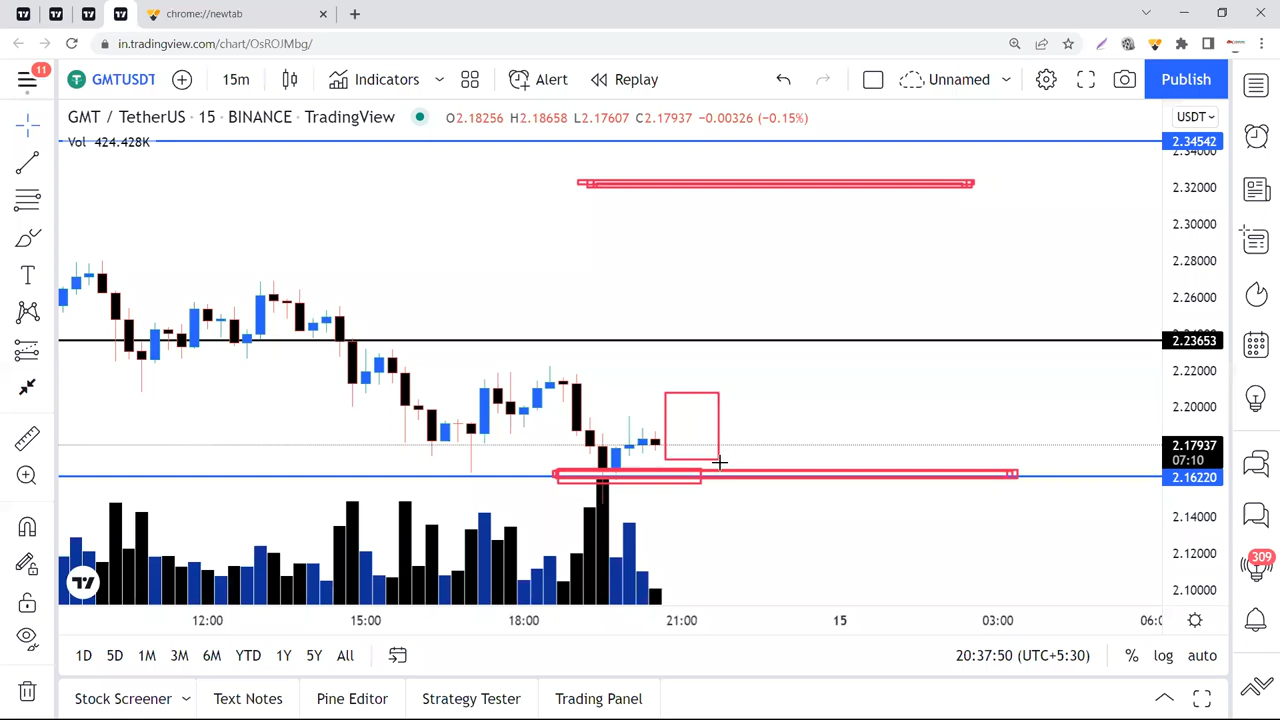 chrome://newtab
in.tradingview.com/chart/OsROJMbg/
11
GMTUSDT
15m
Indicators
Alert
Replay
Unnamed
Publish
GMT / TetherUS · 15 · BINANCE · TradingView
O2.18256 H2.18658 L2.17607 C2.17937 −0.00326 (−0.15%)
USDT
Vol 424.428K
2.34542
2.34000
2.32000
2.30000
2.28000
2.26000
2.23653
2.22000
2.20000
2.17937
07:10
2.16220
2.14000
2.12000
2.10000
309
12:00 15:00 18:00 21:00 15 03:00
1D 5D 1M 3M 6M YTD 1Y 5Y All
20:37:50 (UTC+5:30) % log auto
Stock Screener Text Notes Pine Editor Strategy Tester Trading Panel